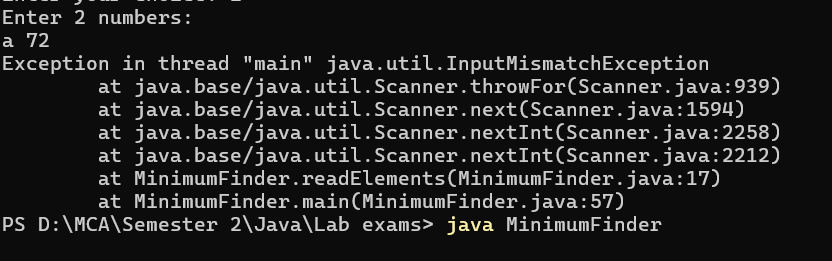 Enter 2 numbers:
a 72
Exception in thread "main" java.util.InputMismatchException
        at java.base/java.util.Scanner.throwFor(Scanner.java:939)
        at java.base/java.util.Scanner.next(Scanner.java:1594)
        at java.base/java.util.Scanner.nextInt(Scanner.java:2258)
        at java.base/java.util.Scanner.nextInt(Scanner.java:2212)
        at MinimumFinder.readElements(MinimumFinder.java:17)
        at MinimumFinder.main(MinimumFinder.java:57)
PS D:\MCA\Semester 2\Java\Lab exams> java MinimumFinder